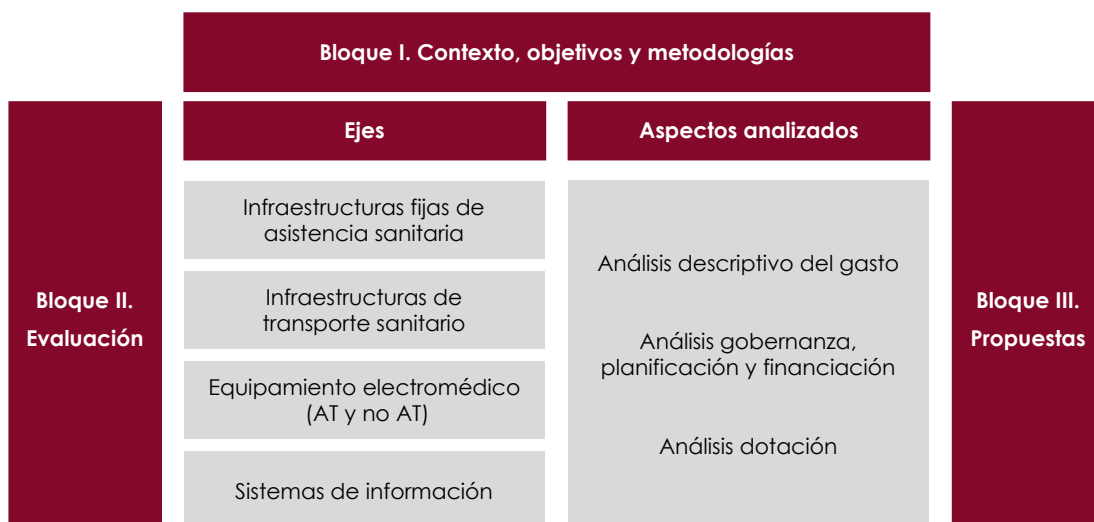 Bloque I. Contexto, objetivos y metodologías
Bloque II.
Evaluación
Ejes
Infraestructuras fijas de
asistencia sanitaria
Infraestructuras de
transporte sanitario
Equipamiento electromédico
(AT y no AT)
Sistemas de información
Aspectos analizados
Análisis descriptivo del gasto
Análisis gobernanza,
planificación y financiación
Análisis dotación
Bloque III.
Propuestas